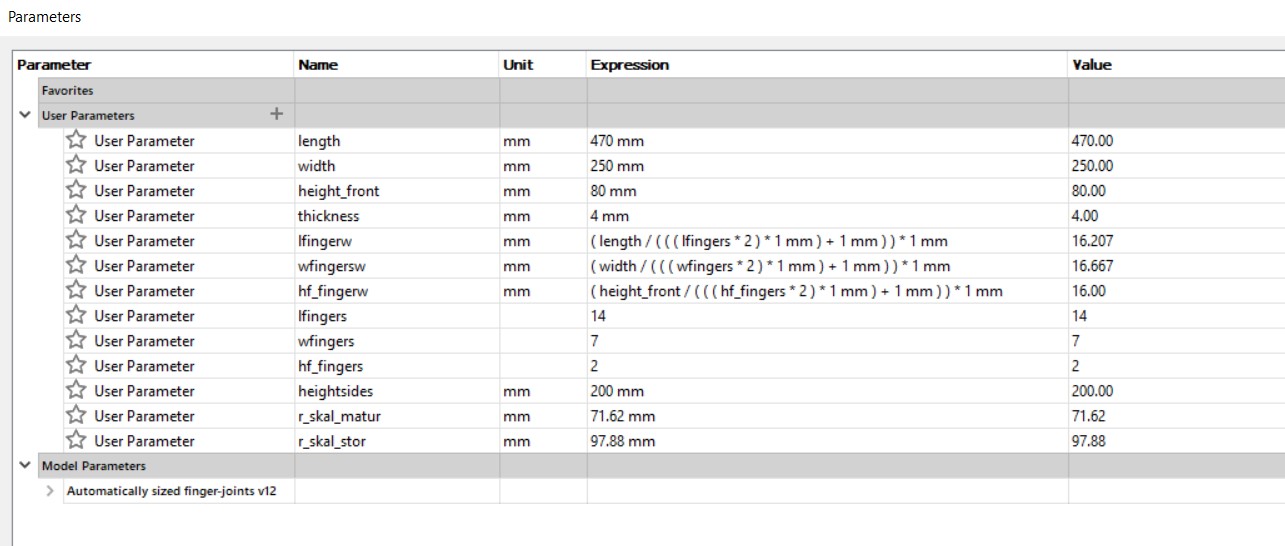 Parameters
Parameter Name Unit Expression Value
Favorites
User Parameters +
User Parameter length mm 470 mm 470.00
User Parameter width mm 250 mm 250.00
User Parameter height_front mm 80 mm 80.00
User Parameter thickness mm 4 mm 4.00
User Parameter lfingerw mm ( length / ( ( ( lfingers * 2 ) * 1 mm ) + 1 mm ) ) * 1 mm 16.207
User Parameter wfingersw mm ( width / ( ( ( wfingers * 2 ) * 1 mm ) + 1 mm ) ) * 1 mm 16.667
User Parameter hf_fingerw mm ( height_front / ( ( ( hf_fingers * 2 ) * 1 mm ) + 1 mm ) ) * 1 mm 16.00
User Parameter lfingers 14 14
User Parameter wfingers 7 7
User Parameter hf_fingers 2 2
User Parameter heightsides mm 200 mm 200.00
User Parameter r_skal_matur mm 71.62 mm 71.62
User Parameter r_skal_stor mm 97.88 mm 97.88
Model Parameters
Automatically sized finger-joints v12